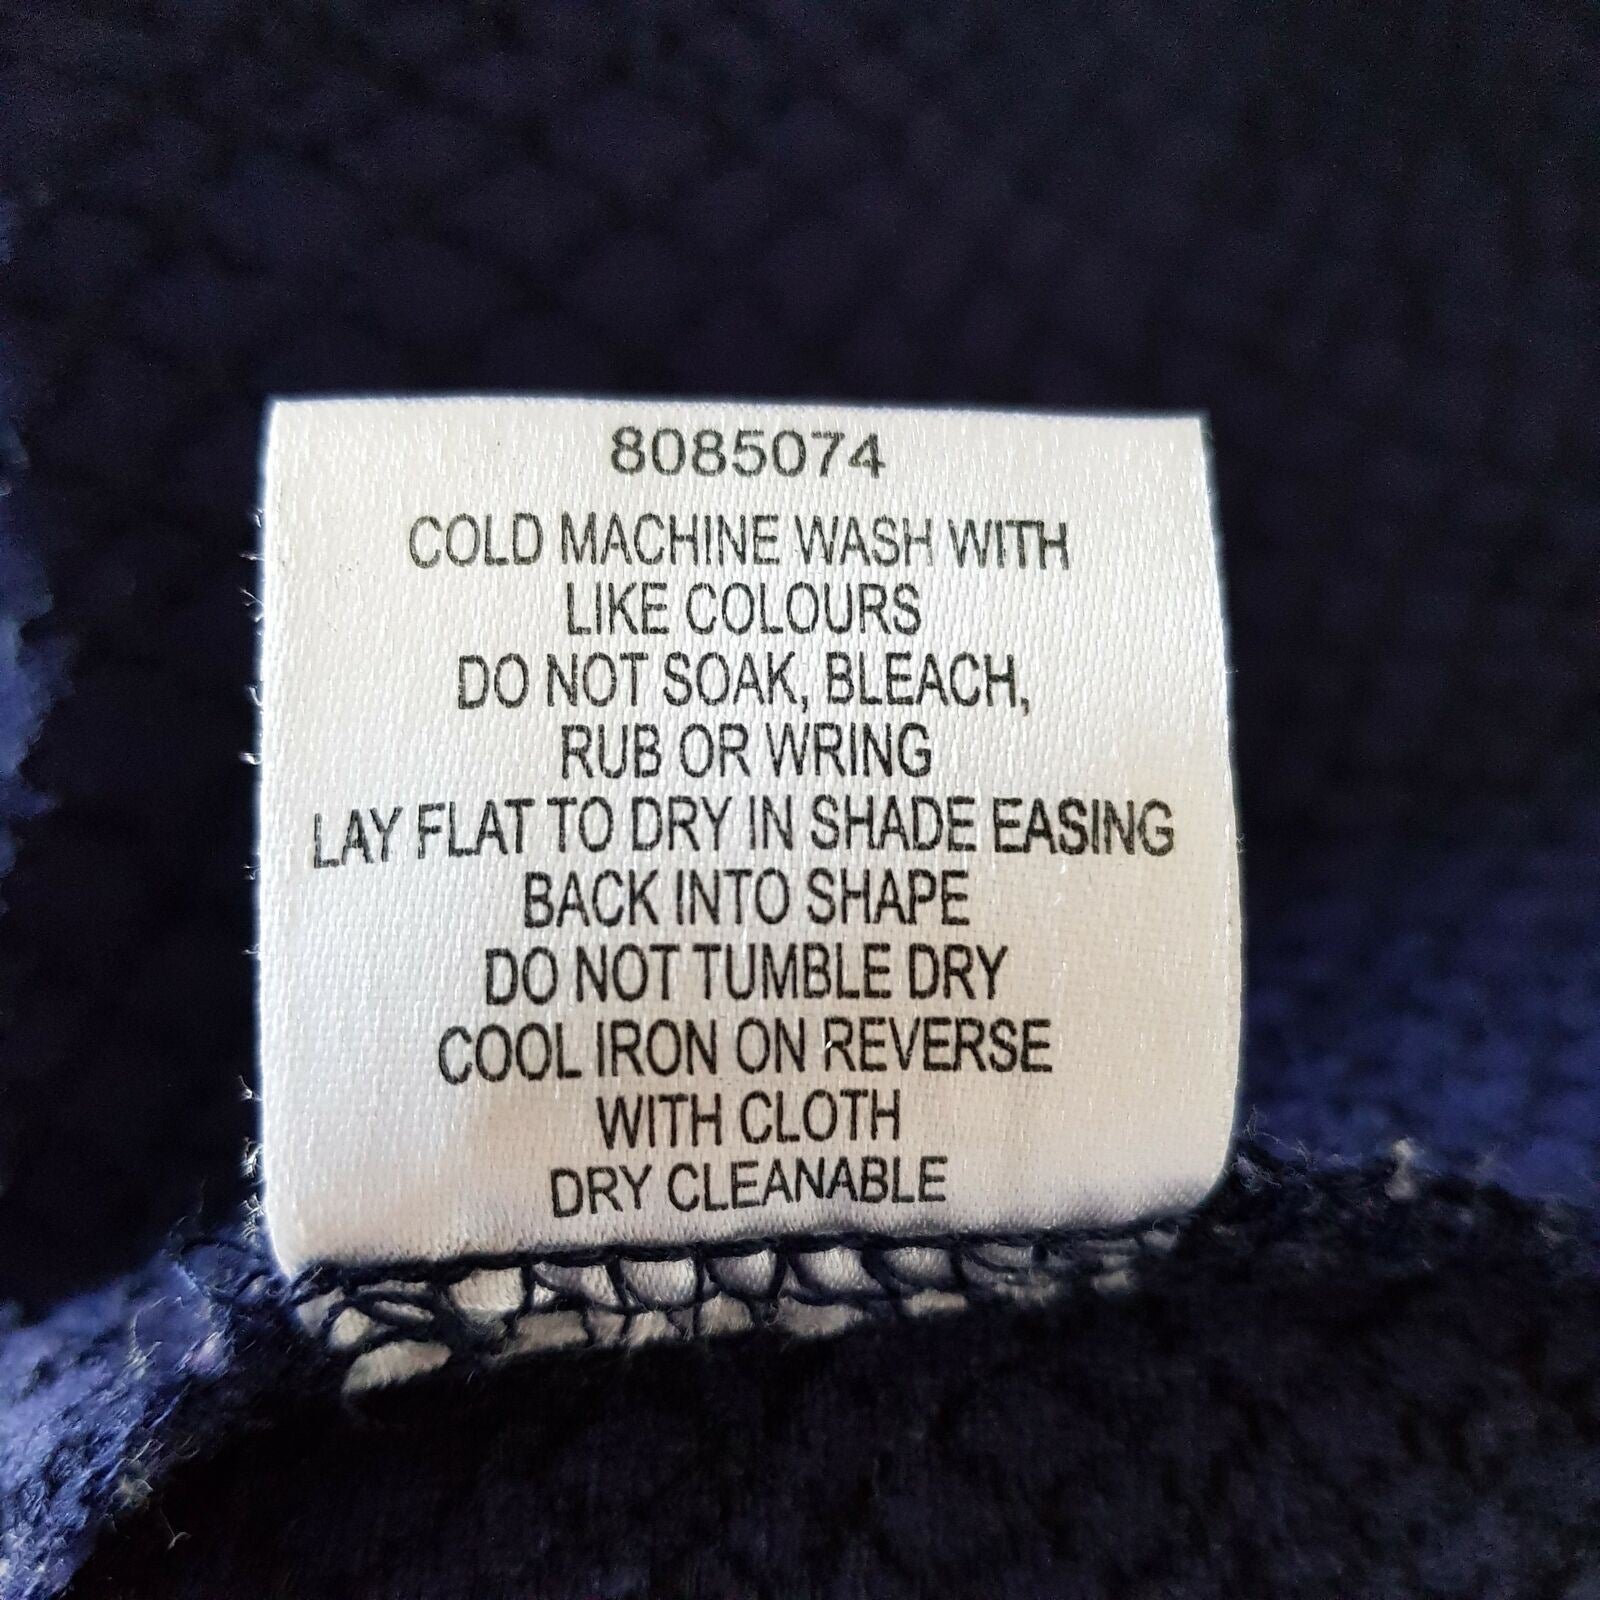 8085074
COLD MACHINE WASH WITH
LIKE COLOURS
DO NOT SOAK, BLEACH,
RUB OR WRING
LAY FLAT TO DRY IN SHADE EASING
BACK INTO SHAPE
DO NOT TUMBLE DRY
COOL IRON ON REVERSE
WITH CLOTH
DRY CLEANABLE